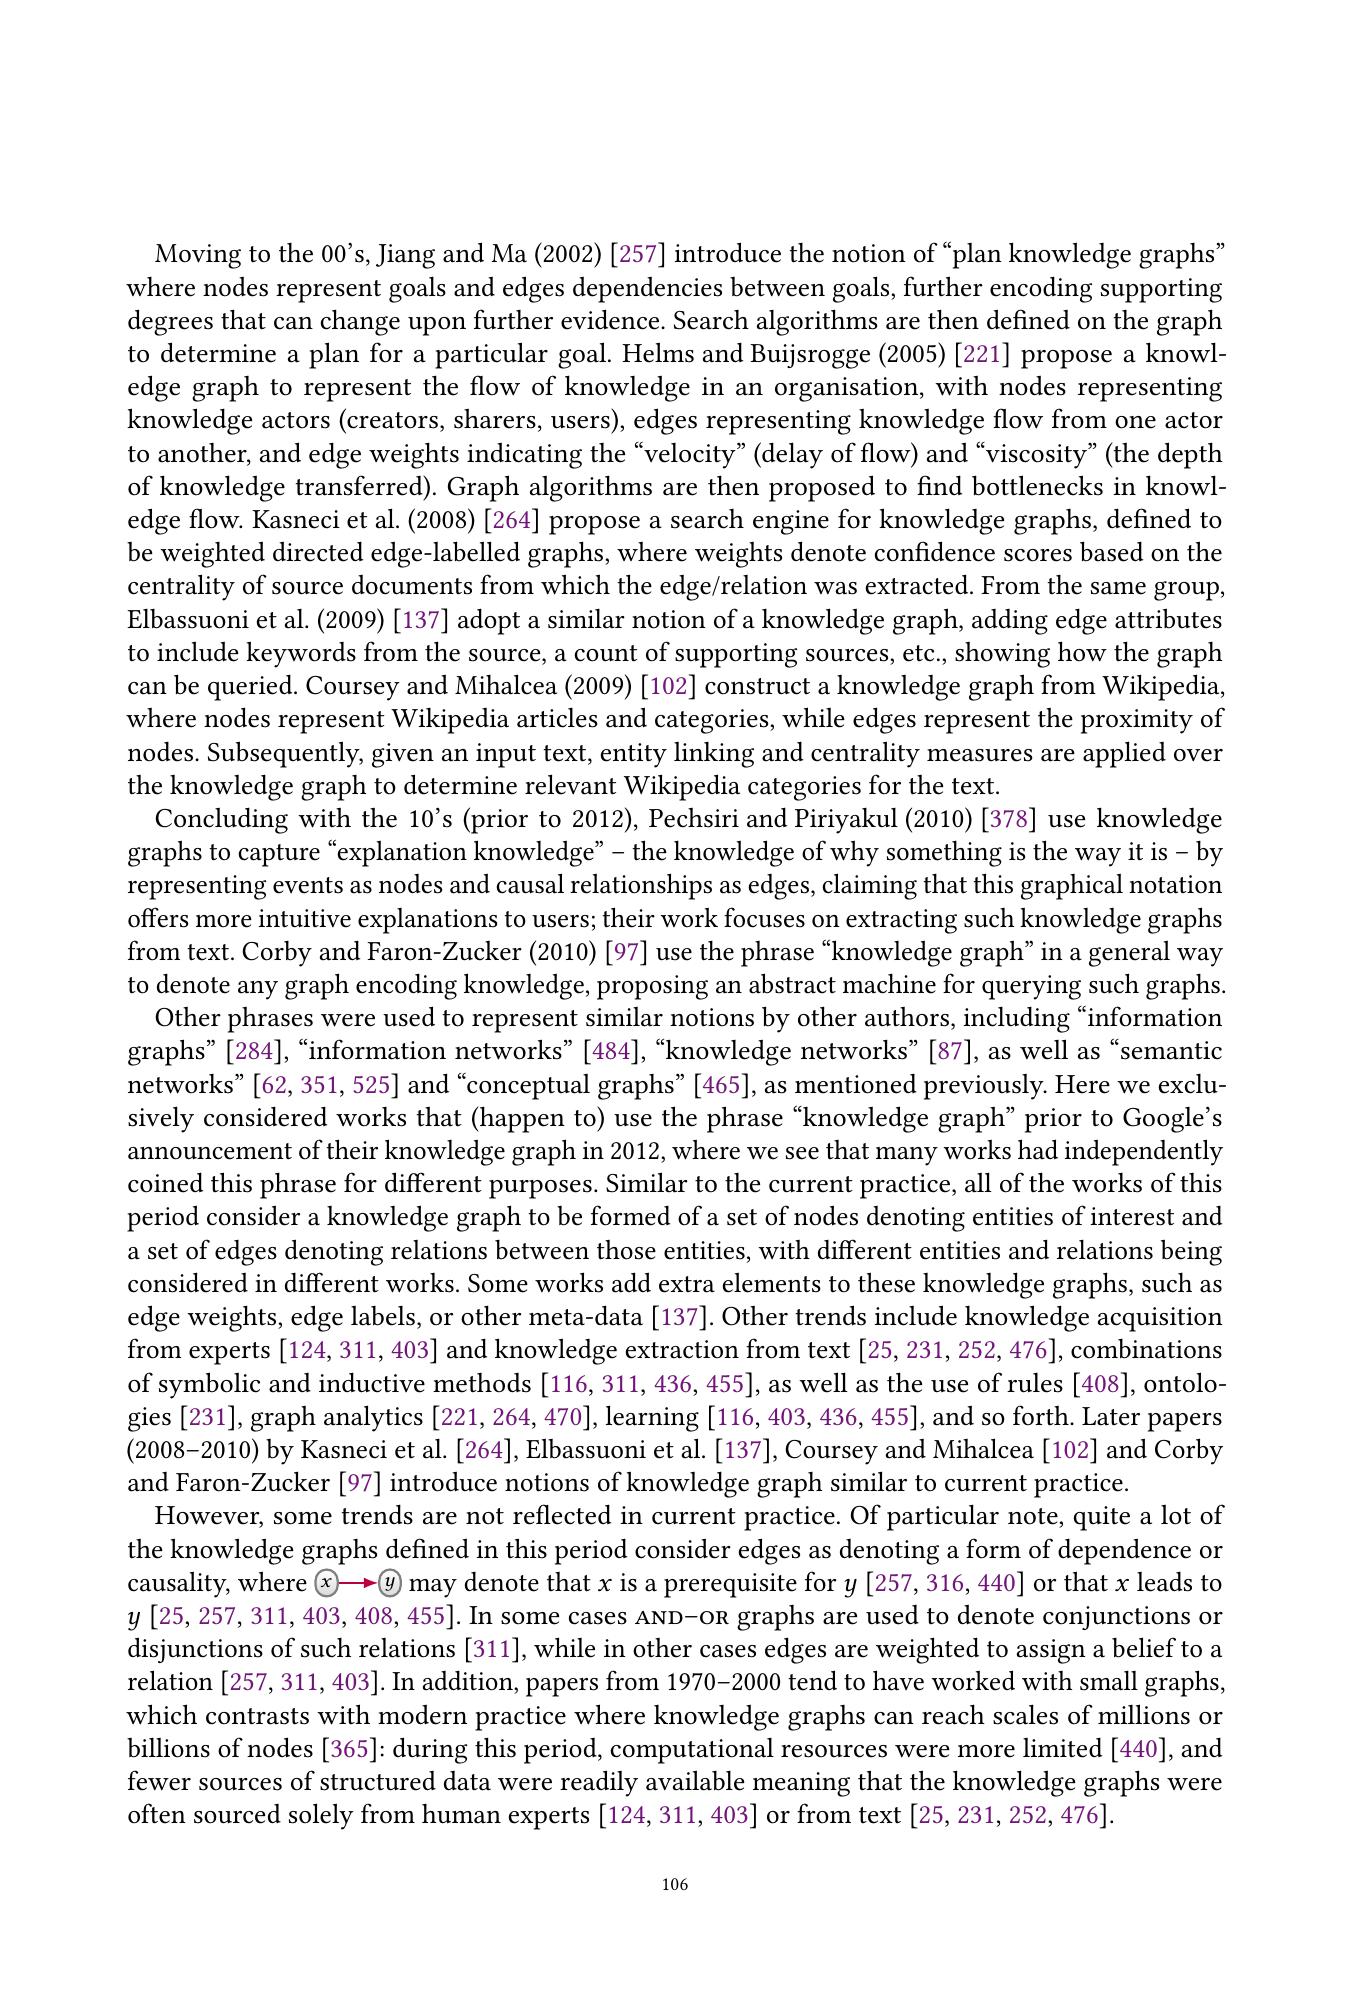 Moving to the 00’s, Jiang and Ma (2002) [257] introduce the notion of “plan knowledge graphs”
where nodes represent goals and edges dependencies between goals, further encoding supporting
degrees that can change upon further evidence. Search algorithms are then defined on the graph
to determine a plan for a particular goal. Helms and Buijsrogge (2005) [221] propose a knowl-
edge graph to represent the flow of knowledge in an organisation, with nodes representing
knowledge actors (creators, sharers, users), edges representing knowledge flow from one actor
to another, and edge weights indicating the “velocity” (delay of flow) and “viscosity” (the depth
of knowledge transferred). Graph algorithms are then proposed to find bottlenecks in knowl-
edge flow. Kasneci et al. (2008) [264] propose a search engine for knowledge graphs, defined to
be weighted directed edge-labelled graphs, where weights denote confidence scores based on the
centrality of source documents from which the edge/relation was extracted. From the same group,
Elbassuoni et al. (2009) [137] adopt a similar notion of a knowledge graph, adding edge attributes
to include keywords from the source, a count of supporting sources, etc., showing how the graph
can be queried. Coursey and Mihalcea (2009) [102] construct a knowledge graph from Wikipedia,
where nodes represent Wikipedia articles and categories, while edges represent the proximity of
nodes. Subsequently, given an input text, entity linking and centrality measures are applied over
the knowledge graph to determine relevant Wikipedia categories for the text.
Concluding with the 10’s (prior to 2012), Pechsiri and Piriyakul (2010) [378] use knowledge
graphs to capture “explanation knowledge” – the knowledge of why something is the way it is – by
representing events as nodes and causal relationships as edges, claiming that this graphical notation
offers more intuitive explanations to users; their work focuses on extracting such knowledge graphs
from text. Corby and Faron-Zucker (2010) [97] use the phrase “knowledge graph” in a general way
to denote any graph encoding knowledge, proposing an abstract machine for querying such graphs.
Other phrases were used to represent similar notions by other authors, including “information
graphs” [284], “information networks” [484], “knowledge networks” [87], as well as “semantic
networks” [62, 351, 525] and “conceptual graphs” [465], as mentioned previously. Here we exclu-
sively considered works that (happen to) use the phrase “knowledge graph” prior to Google’s
announcement of their knowledge graph in 2012, where we see that many works had independently
coined this phrase for different purposes. Similar to the current practice, all of the works of this
period consider a knowledge graph to be formed of a set of nodes denoting entities of interest and
a set of edges denoting relations between those entities, with different entities and relations being
considered in different works. Some works add extra elements to these knowledge graphs, such as
edge weights, edge labels, or other meta-data [137]. Other trends include knowledge acquisition
from experts [124, 311, 403] and knowledge extraction from text [25, 231, 252, 476], combinations
of symbolic and inductive methods [116, 311, 436, 455], as well as the use of rules [408], ontolo-
gies [231], graph analytics [221, 264, 470], learning [116, 403, 436, 455], and so forth. Later papers
(2008–2010) by Kasneci et al. [264], Elbassuoni et al. [137], Coursey and Mihalcea [102] and Corby
and Faron-Zucker [97] introduce notions of knowledge graph similar to current practice.
However, some trends are not reflected in current practice. Of particular note, quite a lot of
the knowledge graphs defined in this period consider edges as denoting a form of dependence or
causality, where x → y may denote that x is a prerequisite for y [257, 316, 440] or that x leads to
y [25, 257, 311, 403, 408, 455]. In some cases AND–OR graphs are used to denote conjunctions or
disjunctions of such relations [311], while in other cases edges are weighted to assign a belief to a
relation [257, 311, 403]. In addition, papers from 1970–2000 tend to have worked with small graphs,
which contrasts with modern practice where knowledge graphs can reach scales of millions or
billions of nodes [365]: during this period, computational resources were more limited [440], and
fewer sources of structured data were readily available meaning that the knowledge graphs were
often sourced solely from human experts [124, 311, 403] or from text [25, 231, 252, 476].
106